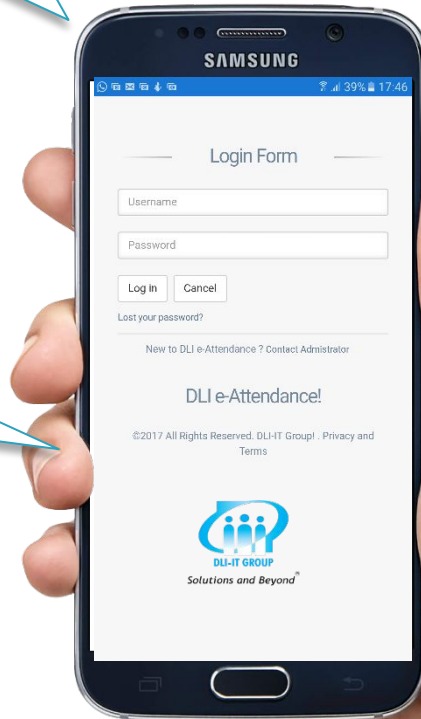 SAMSUNG
39% 17:46
Login Form
Username
Password
Log in Cancel
Lost your password?
New to DLI e-Attendance ? Contact Admistrator
DLI e-Attendance!
©2017 All Rights Reserved. DLI-IT Group! . Privacy and
Terms
DLI-IT GROUP
Solutions and Beyond™